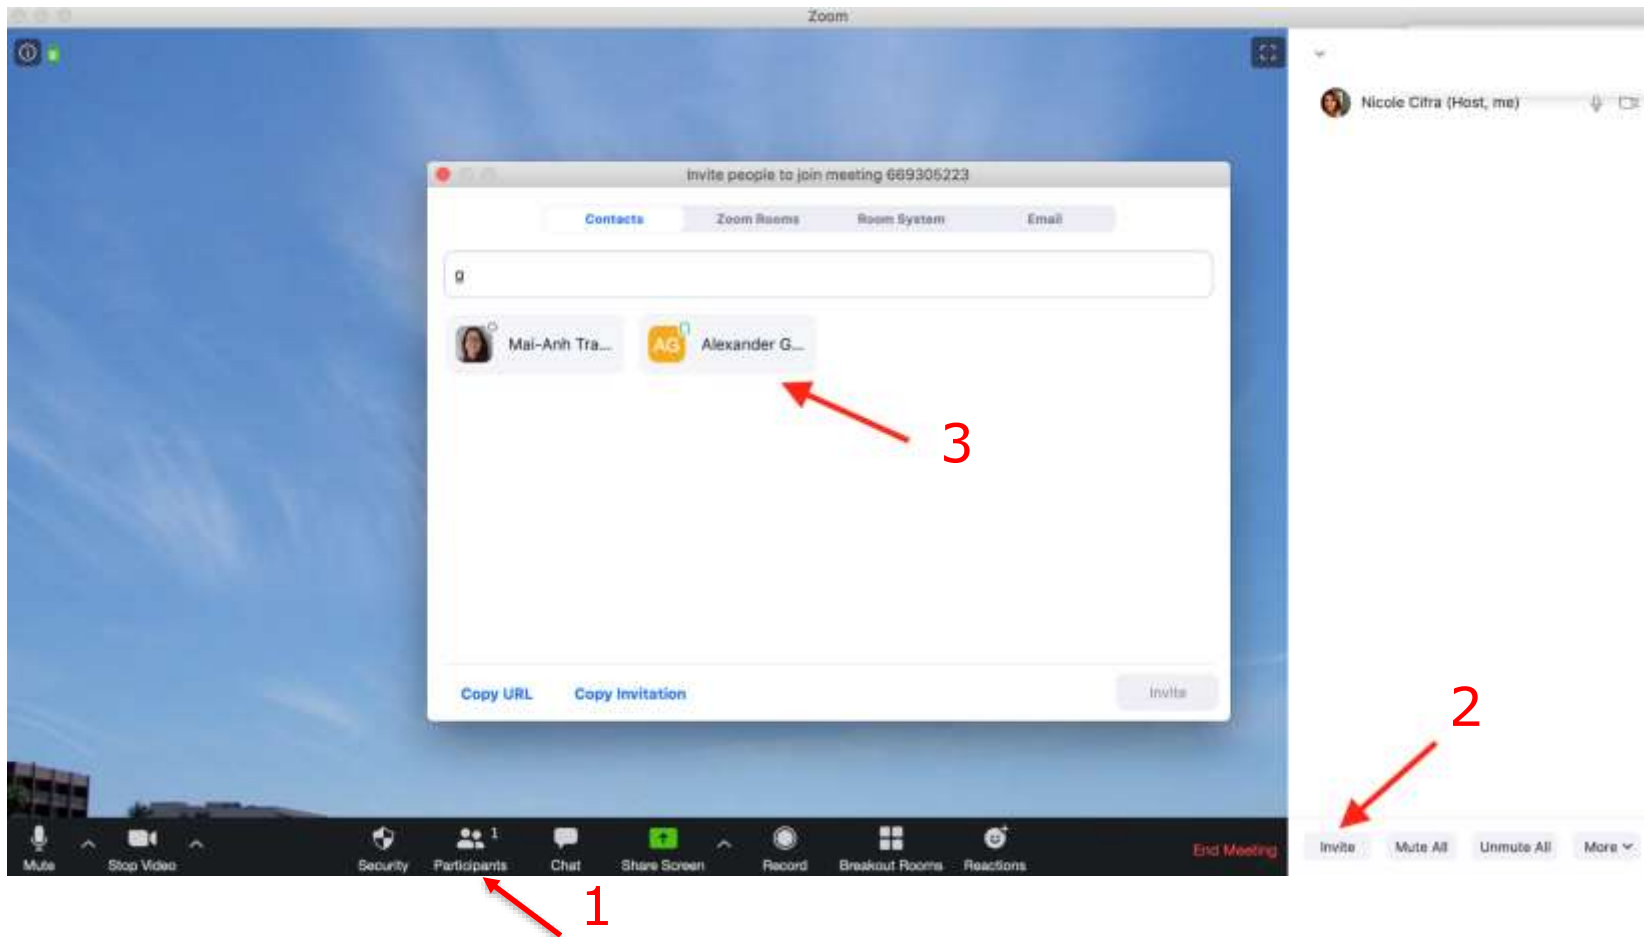 Zoom
Nicole Citra (Host, me)
Invite people to join meeting 669305223
Contacts
Zoom Rooms
Room System
Email
g
Mai-Anh Tra...
AG
Alexander G...
3
Copy URL
Copy Invitation
Invite
2
Mute
Stop Video
Security
Participants
1
Chat
Share Screen
Record
Breakout Rooms
Reactions
End Meeting
Invite
Mute All
Unmute All
More
1